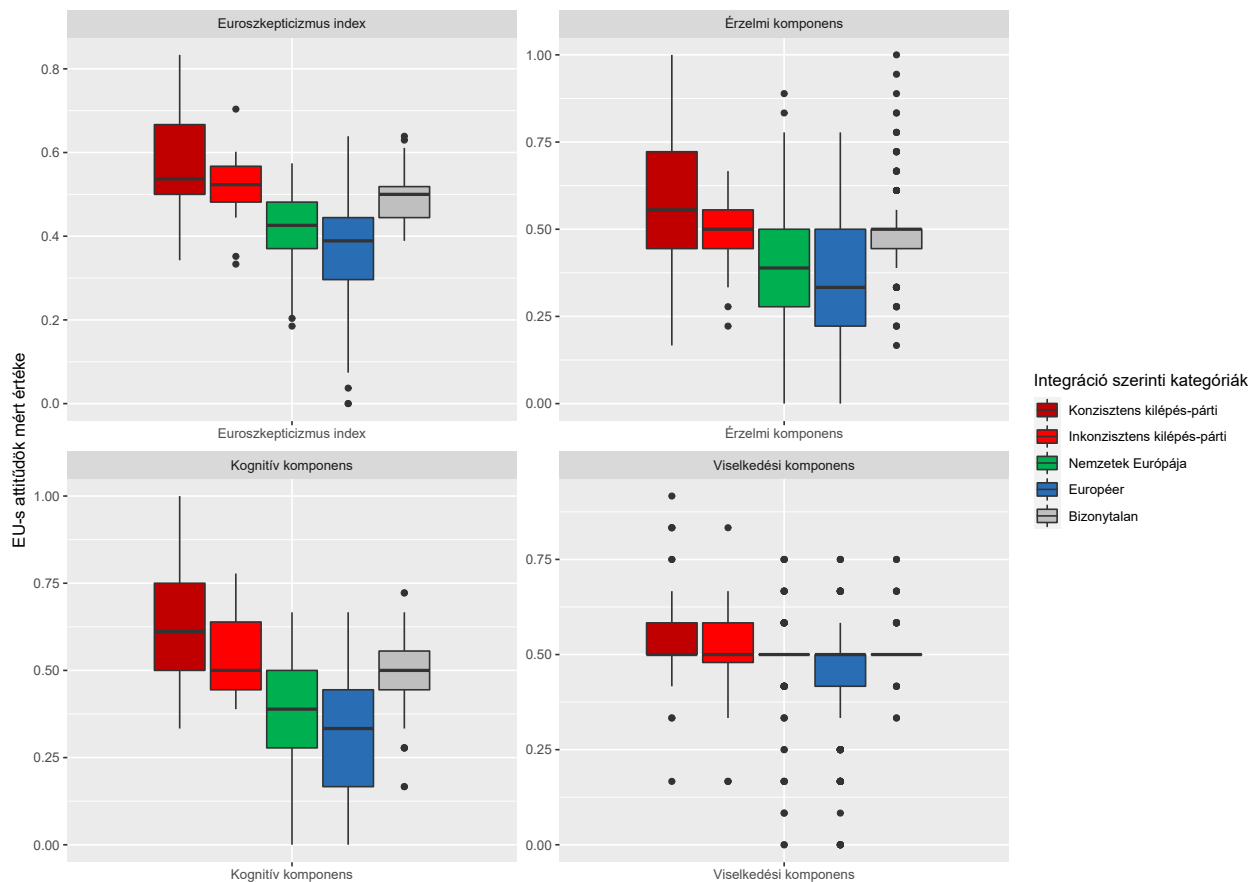 Euroszkepticizmus index
Érzelmi komponens
0.8
0.6
0.4
0.2
0.0
1.00
0.75
0.50
0.25
0.00
Euroszkepticizmus index
Érzelmi komponens
EU-s attitűdök mért értéke
Kognitív komponens
Viselkedési komponens
1.00
0.75
0.50
0.25
0.00
0.75
0.50
0.25
0.00
Kognitív komponens
Viselkedési komponens
Integráció szerinti kategóriák
Konzisztens kilépés-párti
Inkonzisztens kilépés-párti
Nemzetek Európája
Européer
Bizonytalan